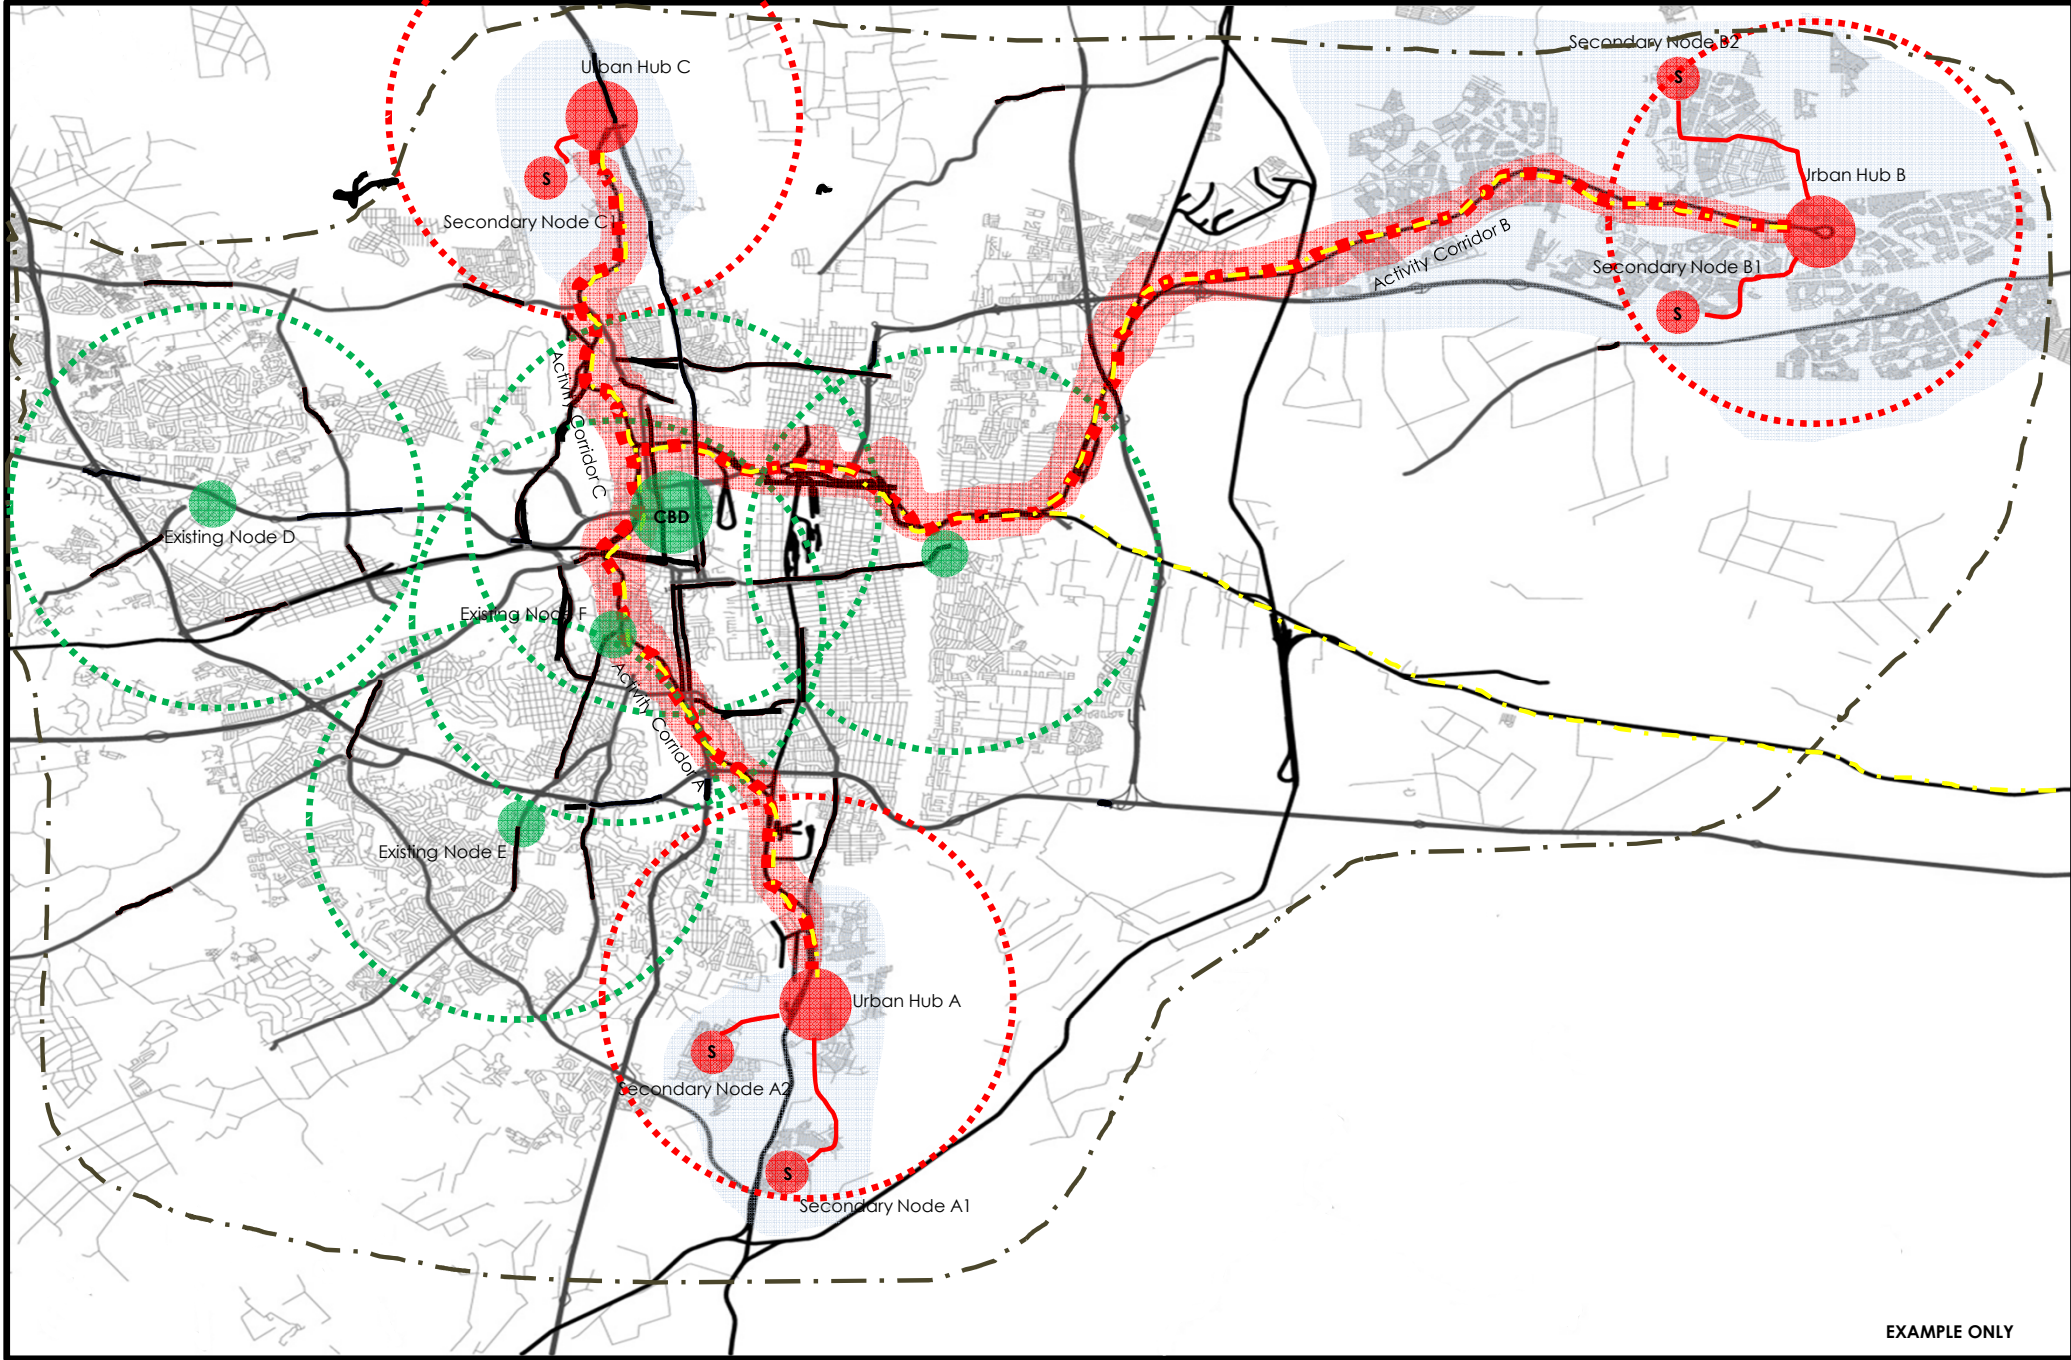 Secondary Node B2
Urban Hub C
S
Urban Hub B
S
Secondary Node C1
Activity Corridor B
Secondary Node B1
S
Activity Corridor C
CBD
Existing Node D
Existing Node F
Activity Corridor A
Existing Node E
Urban Hub A
S
Secondary Node A2
S
Secondary Node A1
EXAMPLE ONLY